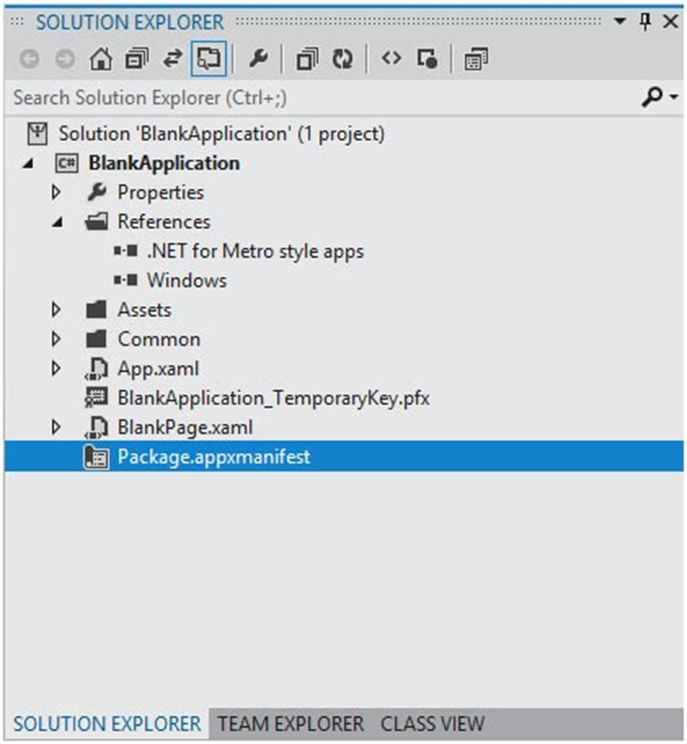 SOLUTION EXPLORER
Search Solution Explorer (Ctrl+;)
Solution 'BlankApplication' (1 project)
C# BlankApplication
Properties
References
.NET for Metro style apps
Windows
Assets
Common
App.xaml
BlankApplication_TemporaryKey.pfx
BlankPage.xaml
Package.appxmanifest
SOLUTION EXPLORER TEAM EXPLORER CLASS VIEW